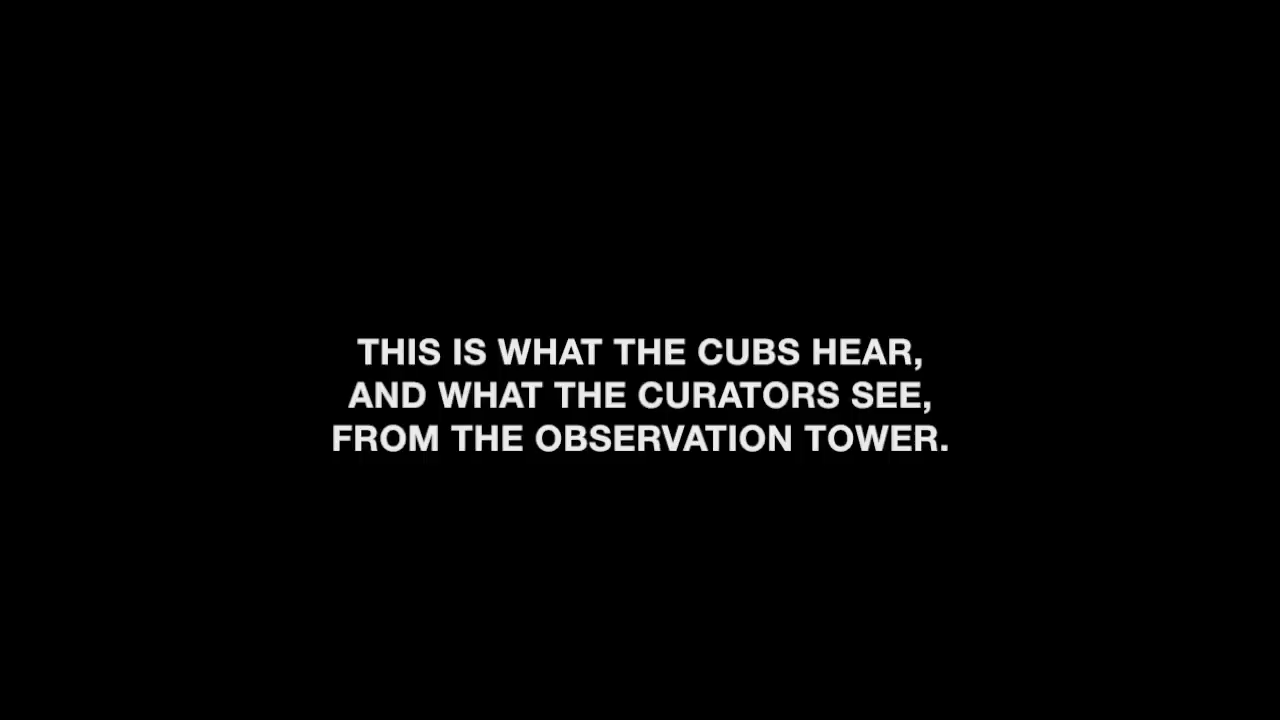 THIS IS WHAT THE CUBS HEAR,
AND WHAT THE CURATORS SEE,
FROM THE OBSERVATION TOWER.